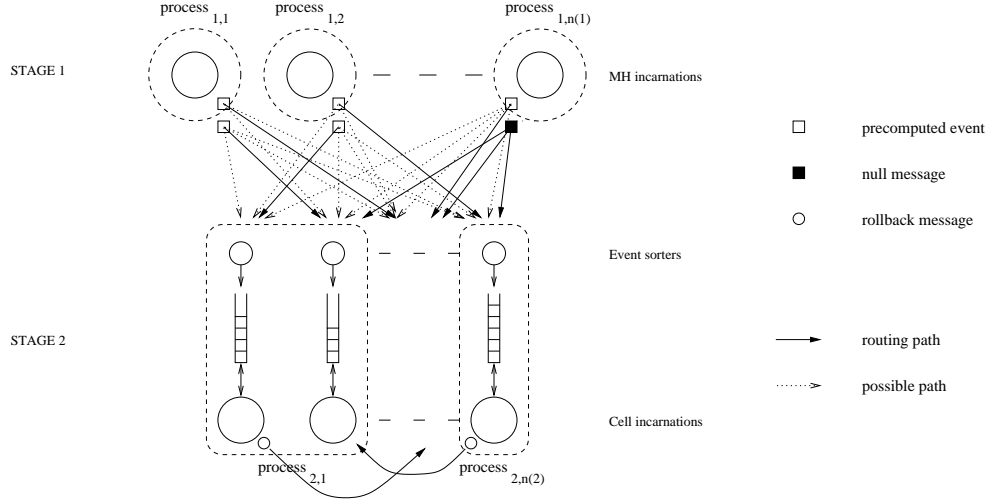 process 1,1
process 1,2
process 1,n(1)
STAGE 1
MH incarnations
precomputed event
null message
rollback message
Event sorters
STAGE 2
routing path
possible path
Cell incarnations
process 2,1
process 2,n(2)